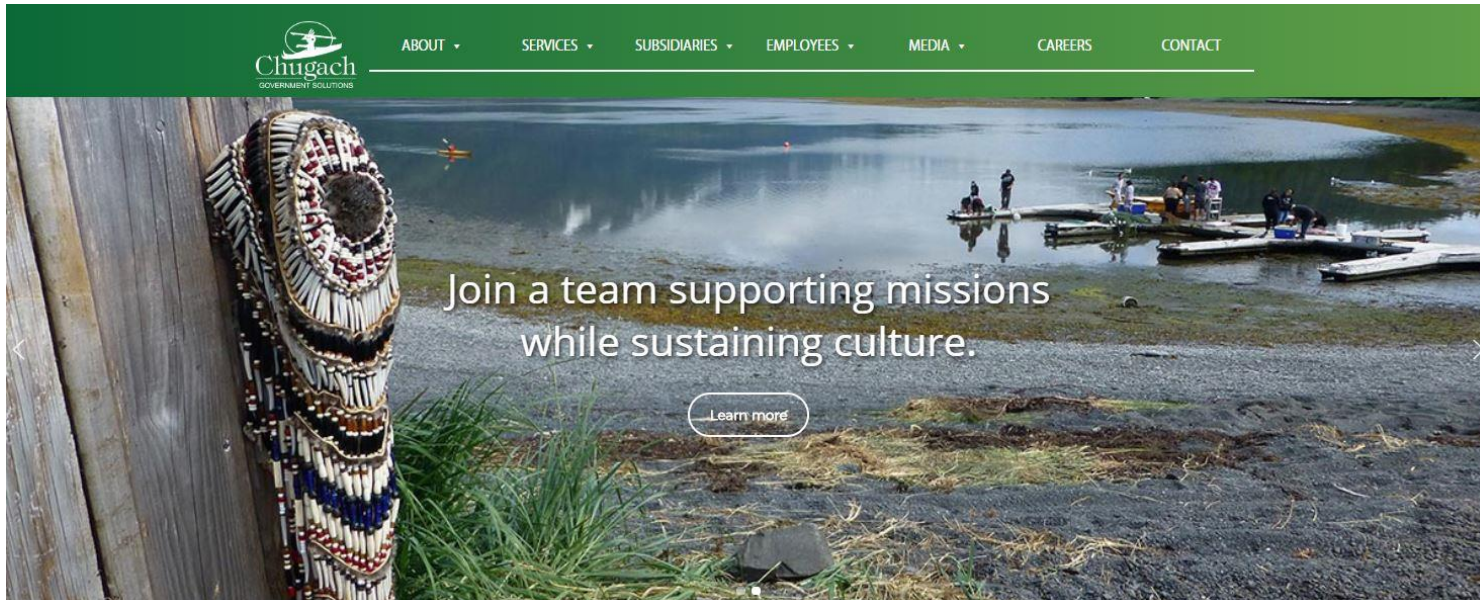 Chugach
GOVERNMENT SOLUTIONS
ABOUT
SERVICES
SUBSIDIARIES
EMPLOYEES
MEDIA
CAREERS
CONTACT
Join a team supporting missions
while sustaining culture.
Learn more